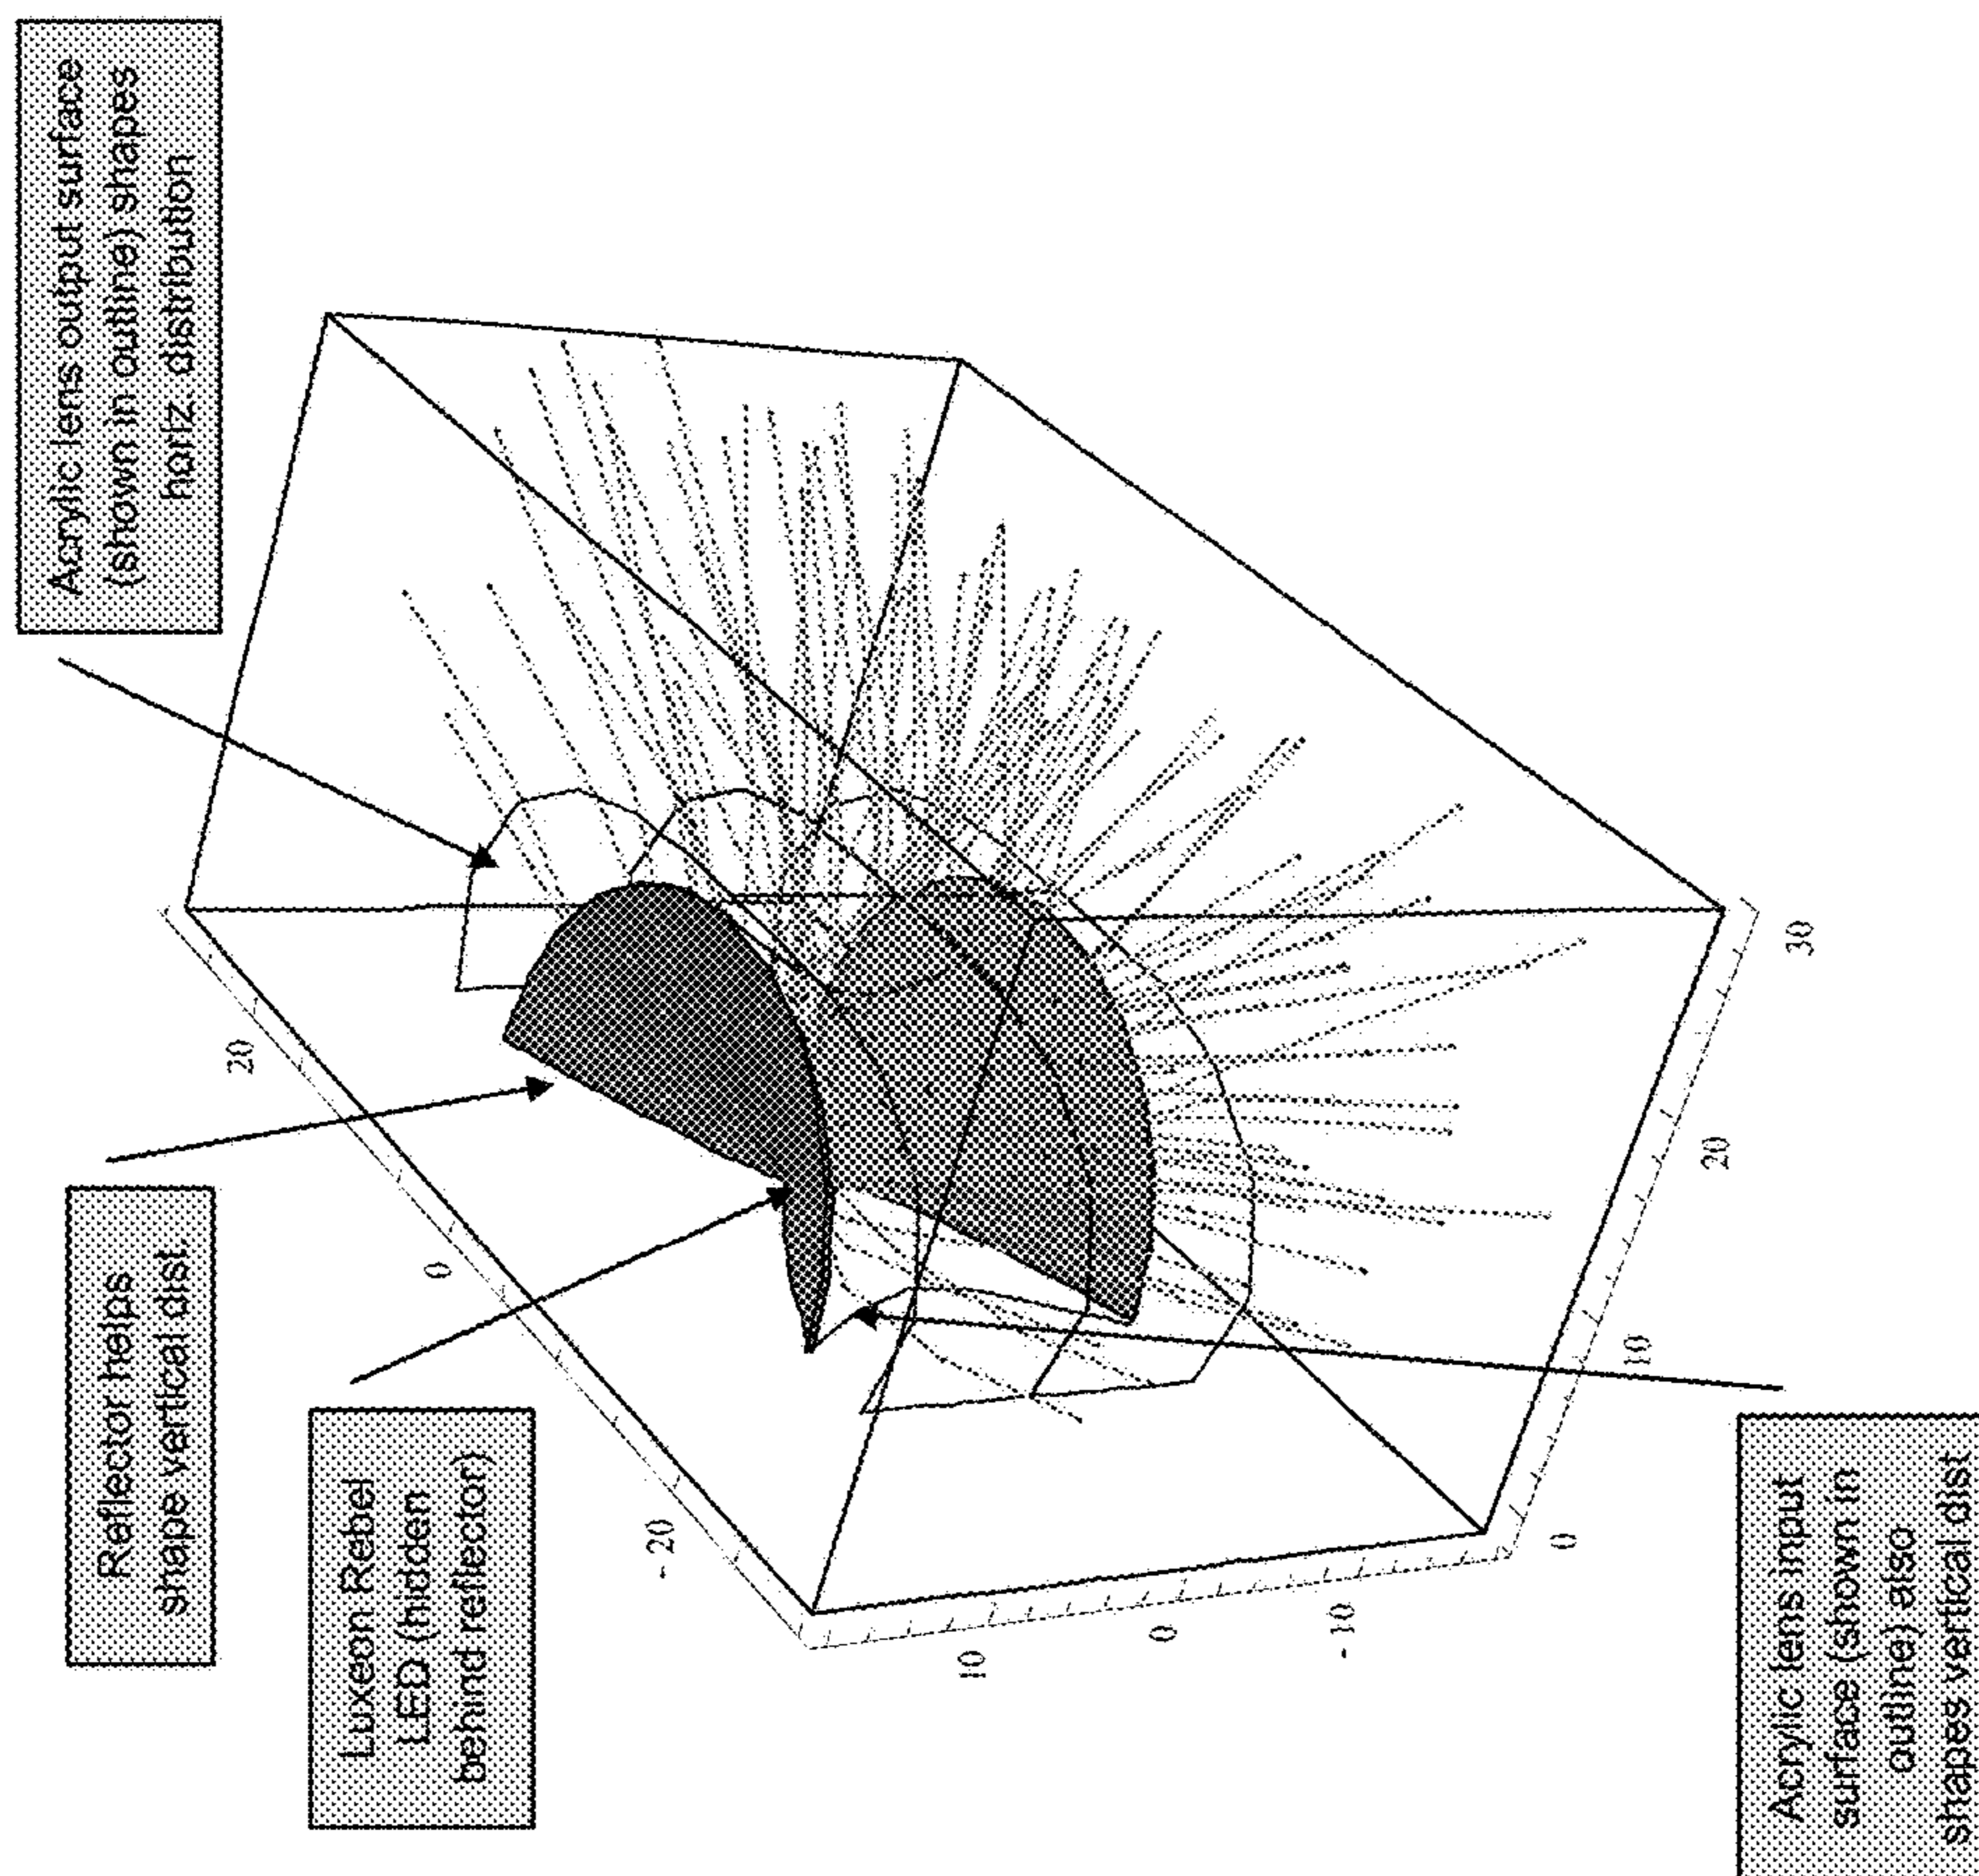 Acrylic lens output surface
(shown in outline) shapes
horiz distribution
Reflector helps
shape vertical dist.
Luxeon Rebel
LED (hidden
behind reflector)
Acrylic lens input
surface (shown in
outline) also
shapes vertical dist
20
0
-20
10
0
-10
0
10
20
30